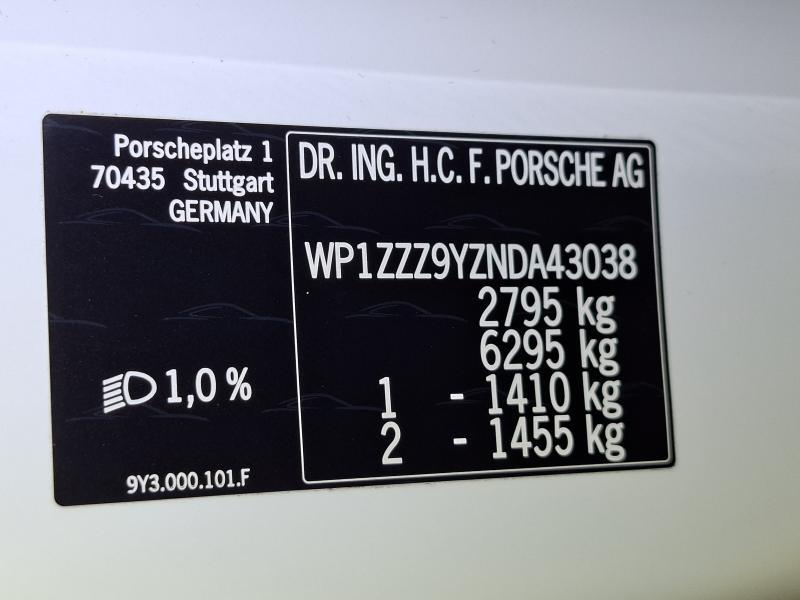 Porscheplatz 1
70435 Stuttgart
GERMANY
1,0 %
9Y3.000.101.F
DR. ING. H.C. F. PORSCHE AG
WP1ZZZ9YZNDA43038
2795 kg
6295 kg
1 - 1410 kg
2 - 1455 kg